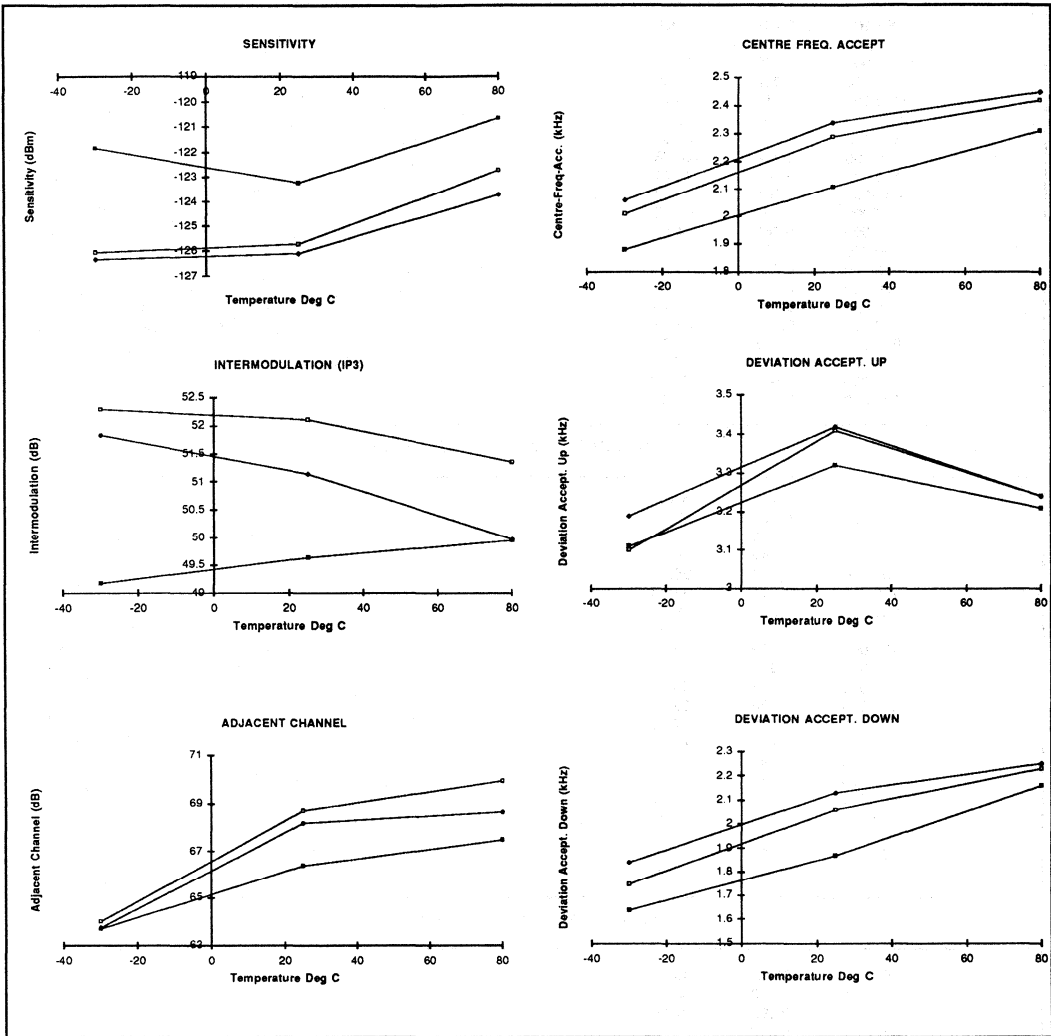 SENSITIVITY
-119
-40 -20 0 20 40 60 80
-120
-121
-122
-123
-124
-125
-126
-127
Sensitivity (dBm)
Temperature Deg C
CENTRE FREQ. ACCEPT
2.5
2.4
2.3
2.2
2.1
2
1.9
1.8
-40 -20 0 20 40 60 80
Centre-Freq-Acc. (kHz)
Temperature Deg C
INTERMODULATION (IP3)
52.5
52
51.5
51
50.5
50
49.5
49
-40 -20 0 20 40 60 80
Intermodulation (dB)
Temperature Deg C
DEVIATION ACCEPT. UP
3.5
3.4
3.3
3.2
3.1
3
-40 -20 0 20 40 60 80
Deviation Accept. Up (kHz)
Temperature Deg C
ADJACENT CHANNEL
71
69
67
65
63
-40 -20 0 20 40 60 80
Adjacent Channel (dB)
Temperature Deg C
DEVIATION ACCEPT. DOWN
2.3
2.2
2.1
2
1.9
1.8
1.7
1.6
1.5
-40 -20 0 20 40 60 80
Deviation Accept. Down (kHz)
Temperature Deg C